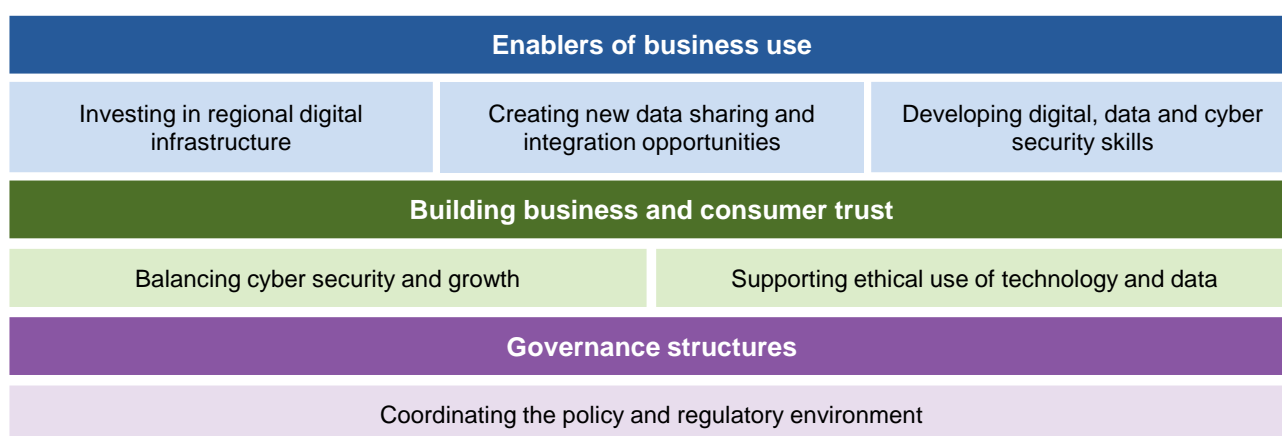 Enablers of business use
Investing in regional digital
infrastructure
Creating new data sharing and
integration opportunities
Developing digital, data and cyber
security skills
Building business and consumer trust
Balancing cyber security and growth
Supporting ethical use of technology and data
Governance structures
Coordinating the policy and regulatory environment